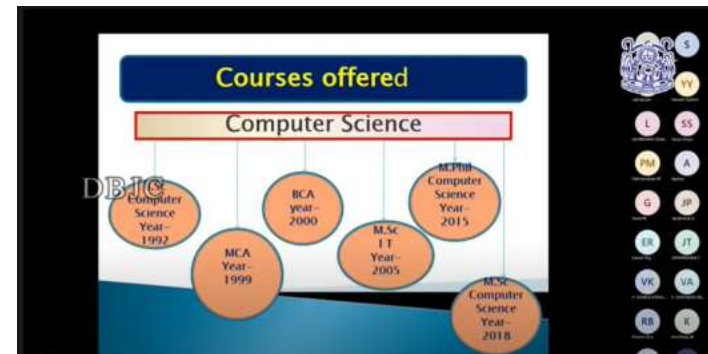 Courses offered
Computer Science
DBJC
Computer
Science
Year-
1992
MCA
Year-
1999
BCA
year-
2000
M.Sc
I T
Year-
2005
M.Phil
Computer
Science
Year-
2015
M.Sc
Computer
Science
Year-
2018
S
YY
L
SS
PM
A
G
JP
ER
JT
VK
VA
RB
K